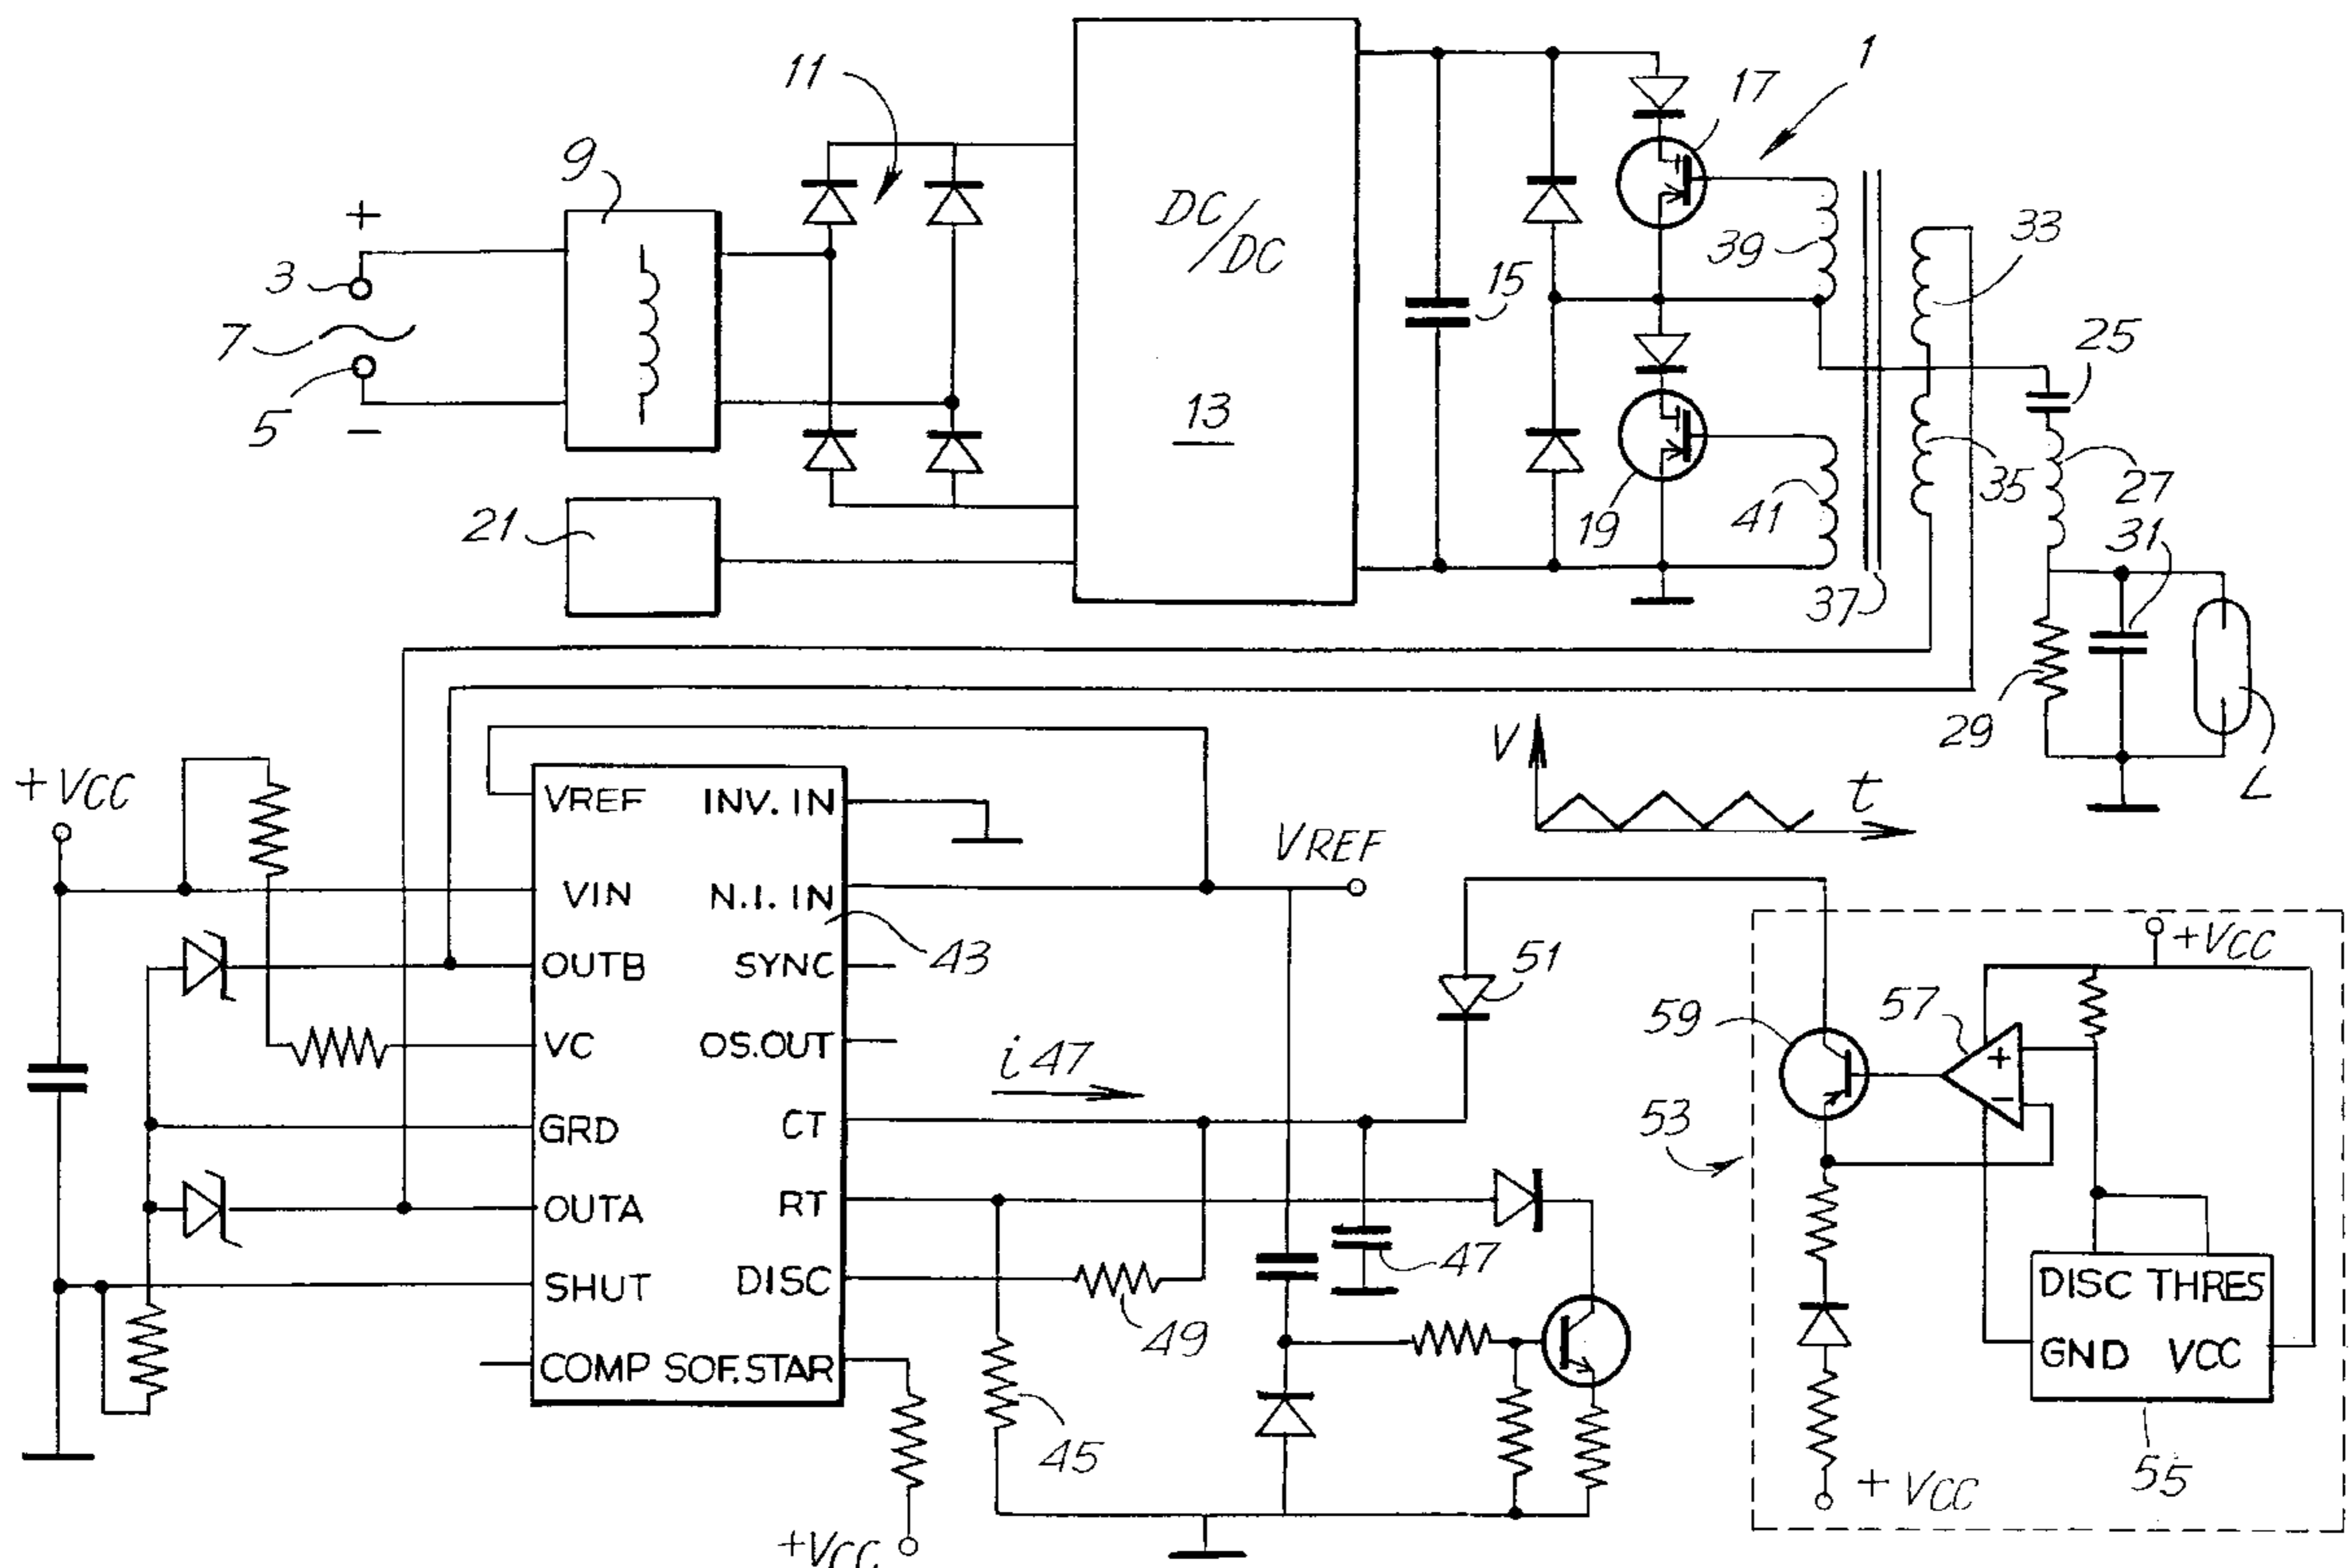 11
1
17
9
DC/DC
+
3
7
5
−
39
33
15
25
13
27
21
19
41
35
31
37
29
L
V
t
+VCC
VREF
INV. IN
VREF
VIN
N.I. IN
43
OUTB
SYNC
51
+VCC
VC
OS.OUT
i47
59
57
+
−
GRD
CT
53
OUTA
RT
47
SHUT
DISC
49
DISC THRES
GND VCC
COMP SOF.STAR
45
55
+VCC
+VCC